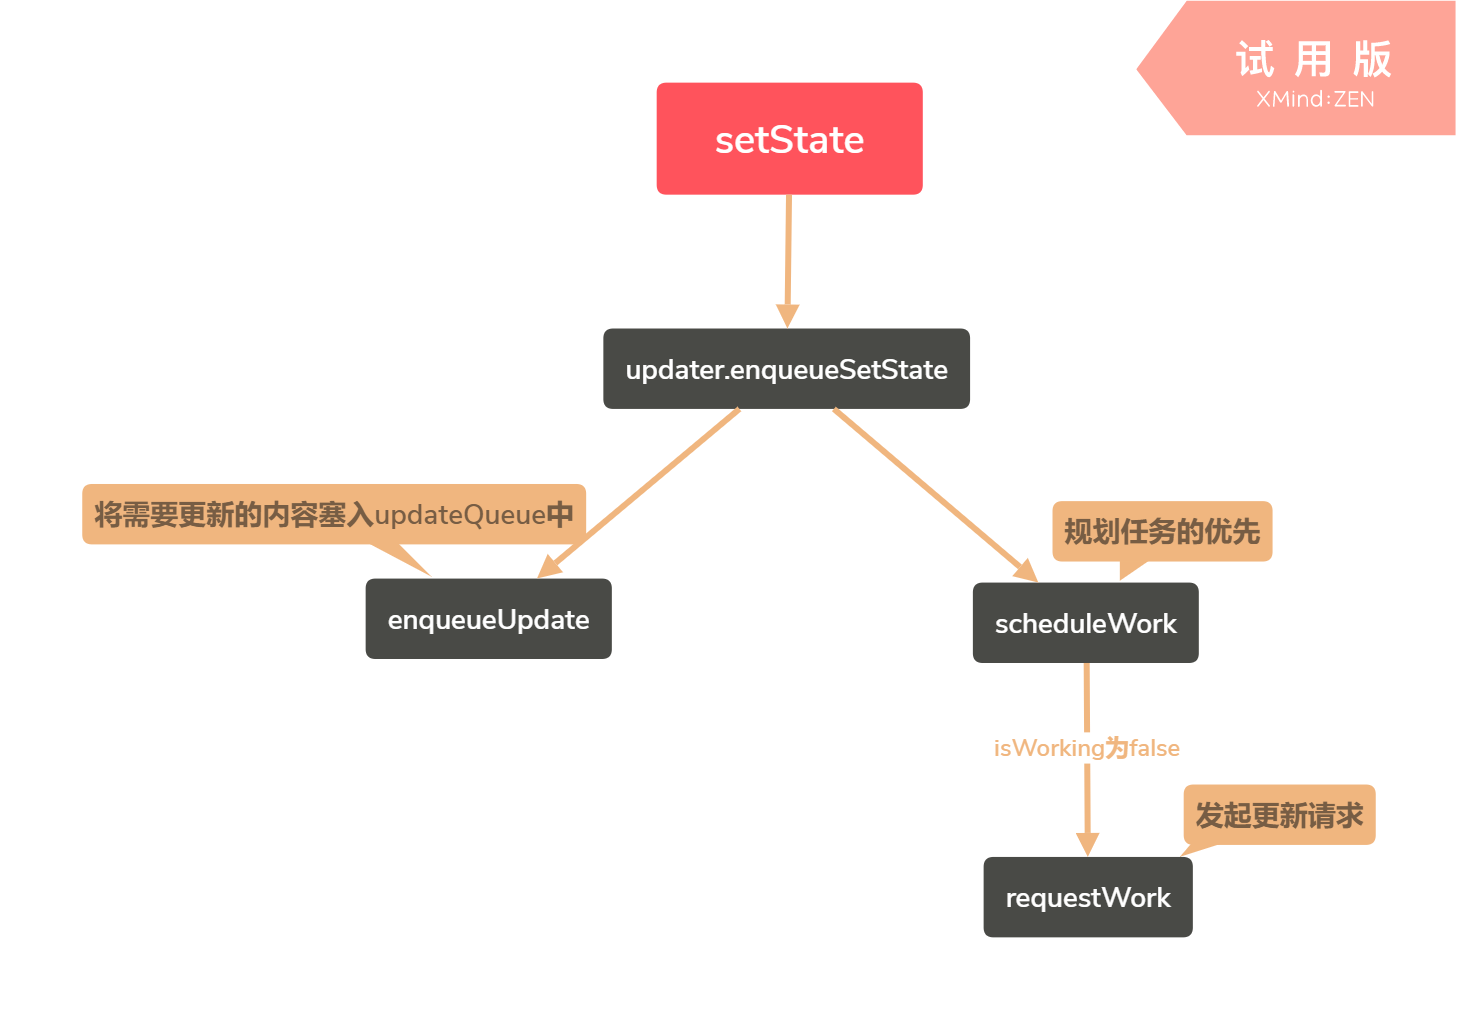 试用版
XMind:ZEN
setState
updater.enqueueSetState
将需要更新的内容塞入updateQueue中
规划任务的优先
enqueueUpdate
scheduleWork
isWorking为false
发起更新请求
requestWork